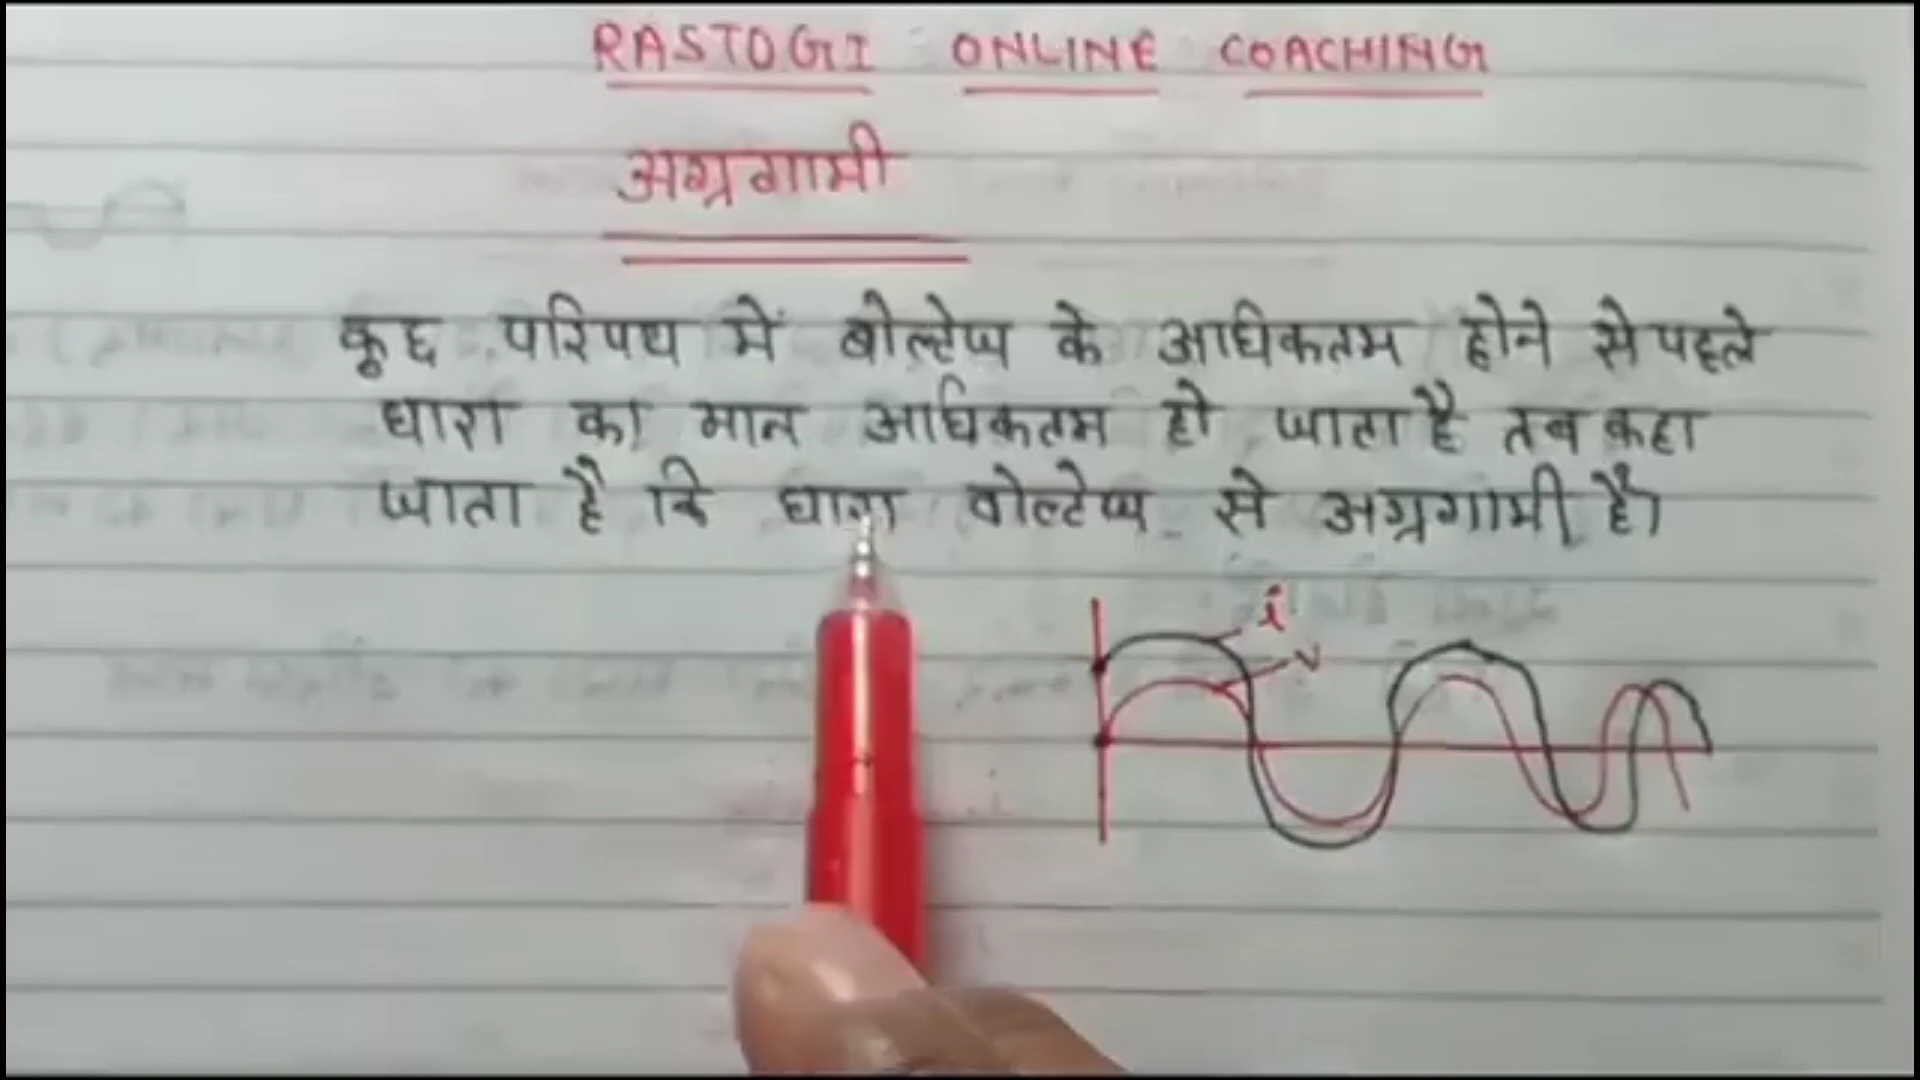 RASTOGI ONLINE COACHING
अग्रगामी
कुछ परिपथ में वोल्टेज के अधिकतम होने से पहले
धारा का मान अधिकतम हो जाता है तब कहा
जाता है कि धारा वोल्टेज से अग्रगामी है।
i
v